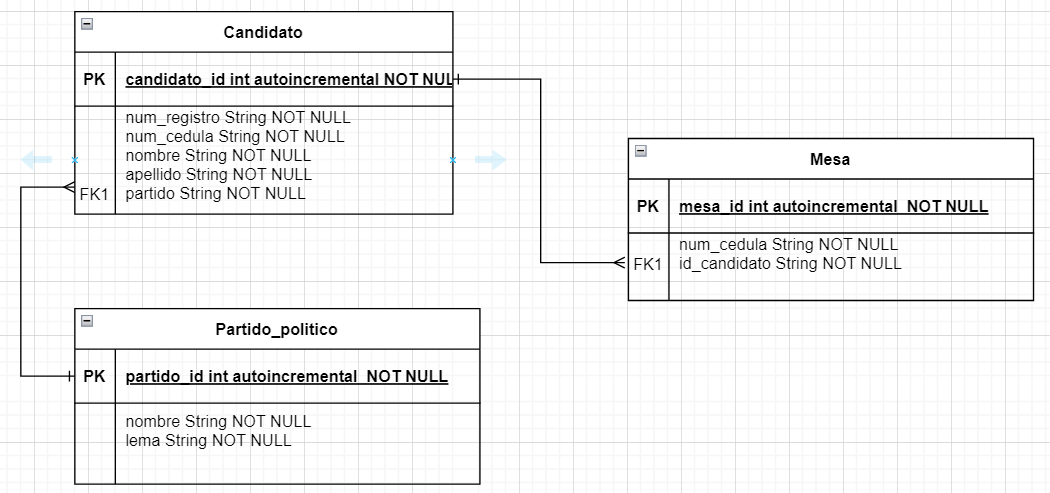 Candidato
PK candidato_id int autoincremental NOT NUL
num_registro String NOT NULL
num_cedula String NOT NULL
nombre String NOT NULL
apellido String NOT NULL
FK1 partido String NOT NULL
Mesa
PK mesa_id int autoincremental NOT NULL
num_cedula String NOT NULL
FK1 id_candidato String NOT NULL
Partido_politico
PK partido_id int autoincremental NOT NULL
nombre String NOT NULL
lema String NOT NULL